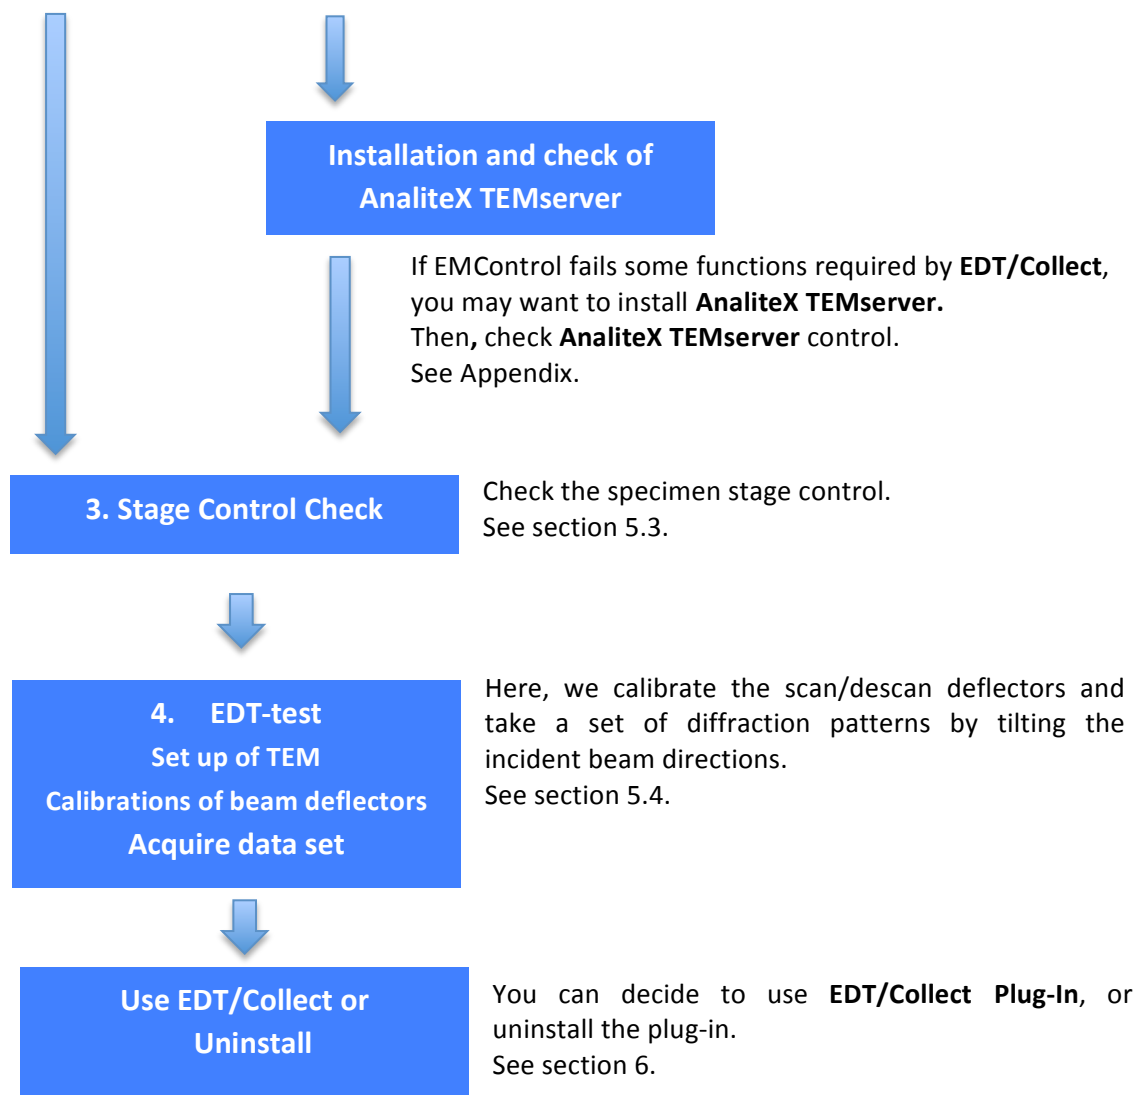 Installation and check of
AnaliteX TEMserver
If EMControl fails some functions required by EDT/Collect,
you may want to install AnaliteX TEMserver.
Then, check AnaliteX TEMserver control.
See Appendix.
3. Stage Control Check
Check the specimen stage control.
See section 5.3.
4. EDT-test
Set up of TEM
Calibrations of beam deflectors
Acquire data set
Here, we calibrate the scan/descan deflectors and
take a set of diffraction patterns by tilting the
incident beam directions.
See section 5.4.
Use EDT/Collect or
Uninstall
You can decide to use EDT/Collect Plug-In, or
uninstall the plug-in.
See section 6.